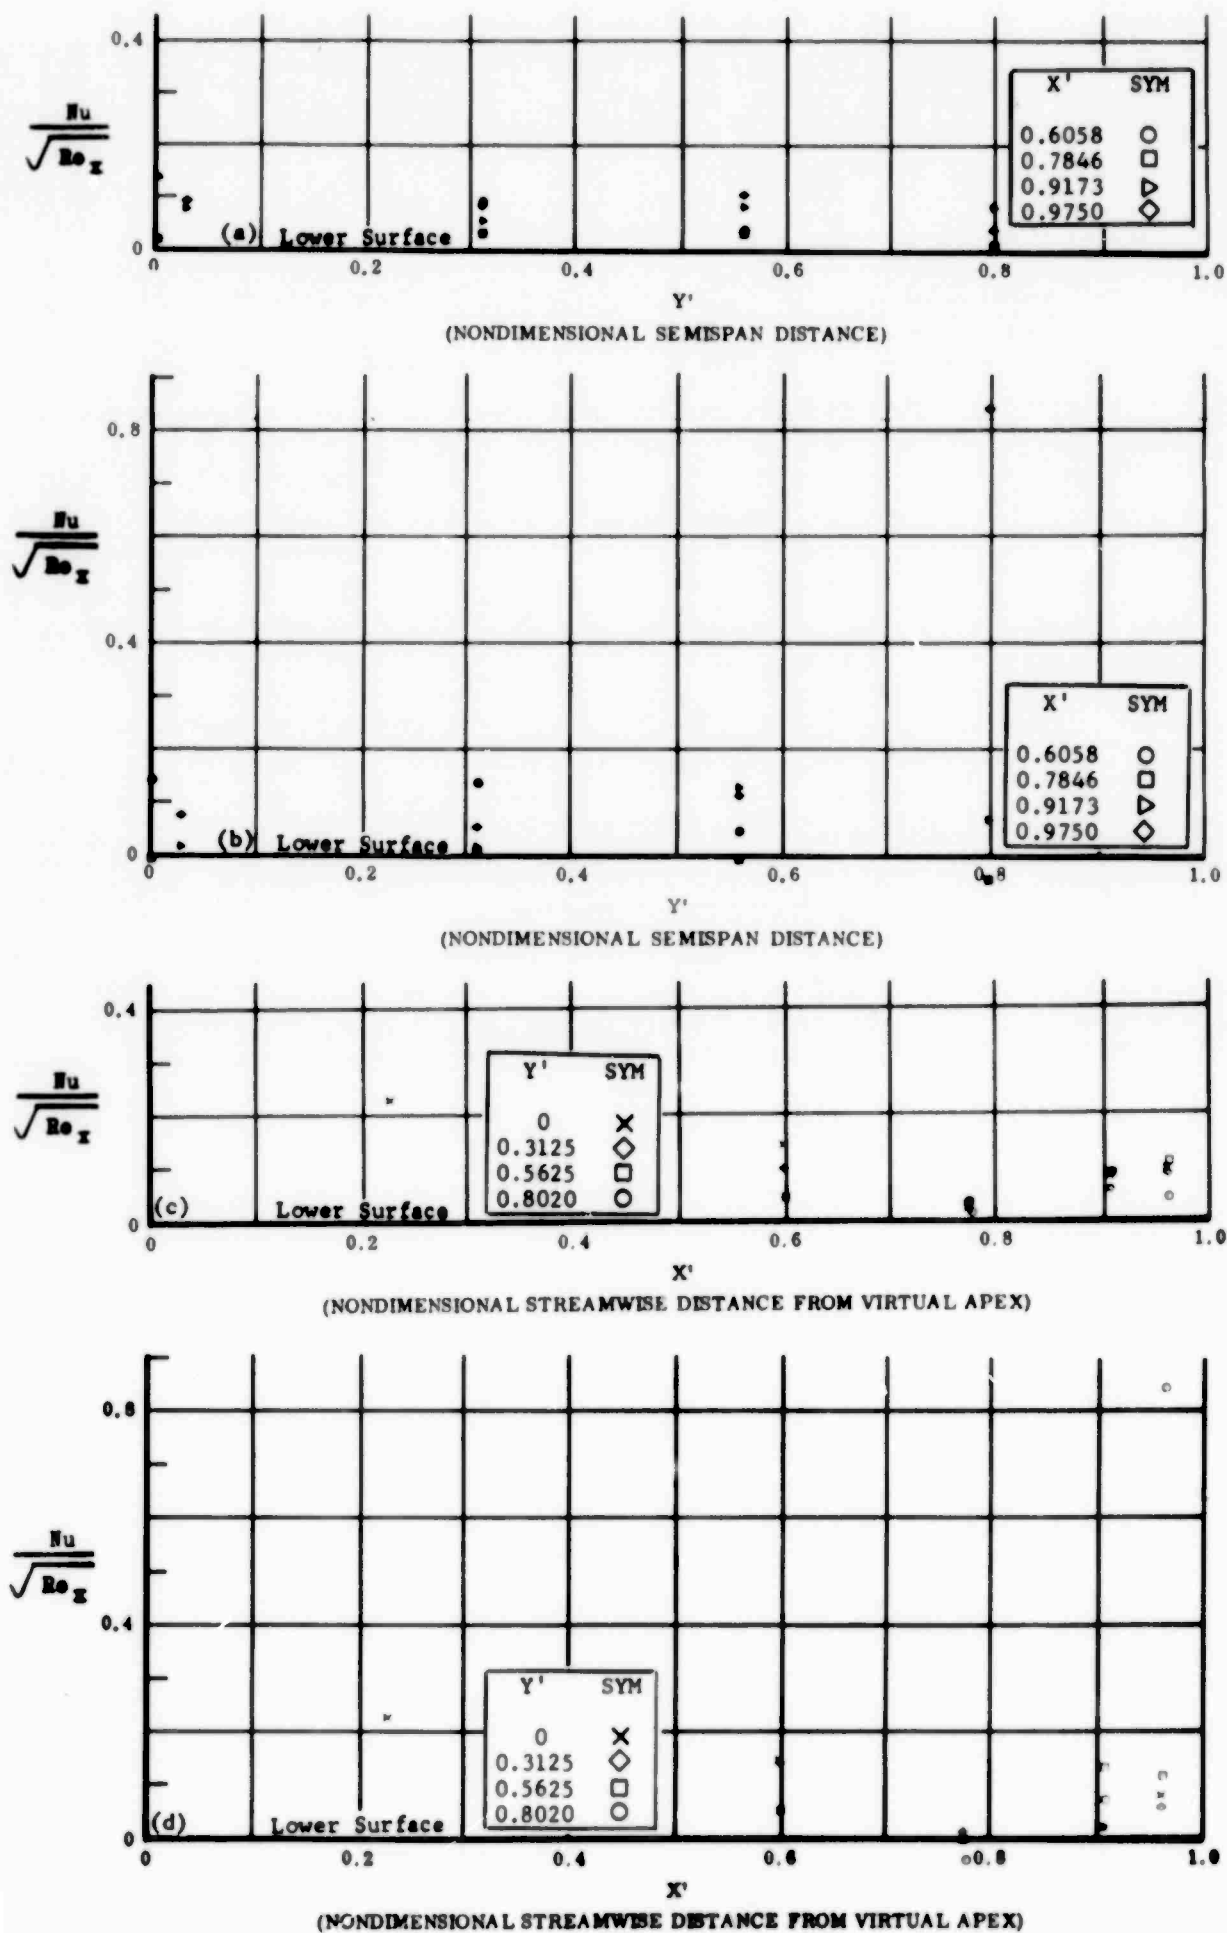 0.4
Nu
√Re_x
0
(a) Lower Surface
X' SYM
0.6058 ○
0.7846 □
0.9173 ▷
0.9750 ◇
0 0.2 0.4 0.6 0.8 1.0
Y'
(NONDIMENSIONAL SEMISPAN DISTANCE)
0.8
Nu
√Re_x
0.4
0
(b) Lower Surface
X' SYM
0.6058 ○
0.7846 □
0.9173 ▷
0.9750 ◇
0 0.2 0.4 0.6 0.8 1.0
Y'
(NONDIMENSIONAL SEMISPAN DISTANCE)
0.4
Nu
√Re_x
0
(c) Lower Surface
Y' SYM
0 ×
0.3125 ◇
0.5625 □
0.8020 ○
0 0.2 0.4 0.6 0.8 1.0
X'
(NONDIMENSIONAL STREAMWISE DISTANCE FROM VIRTUAL APEX)
0.8
Nu
√Re_x
0.4
0
(d) Lower Surface
Y' SYM
0 ×
0.3125 ◇
0.5625 □
0.8020 ○
0 0.2 0.4 0.6 0.8 1.0
X'
(NONDIMENSIONAL STREAMWISE DISTANCE FROM VIRTUAL APEX)